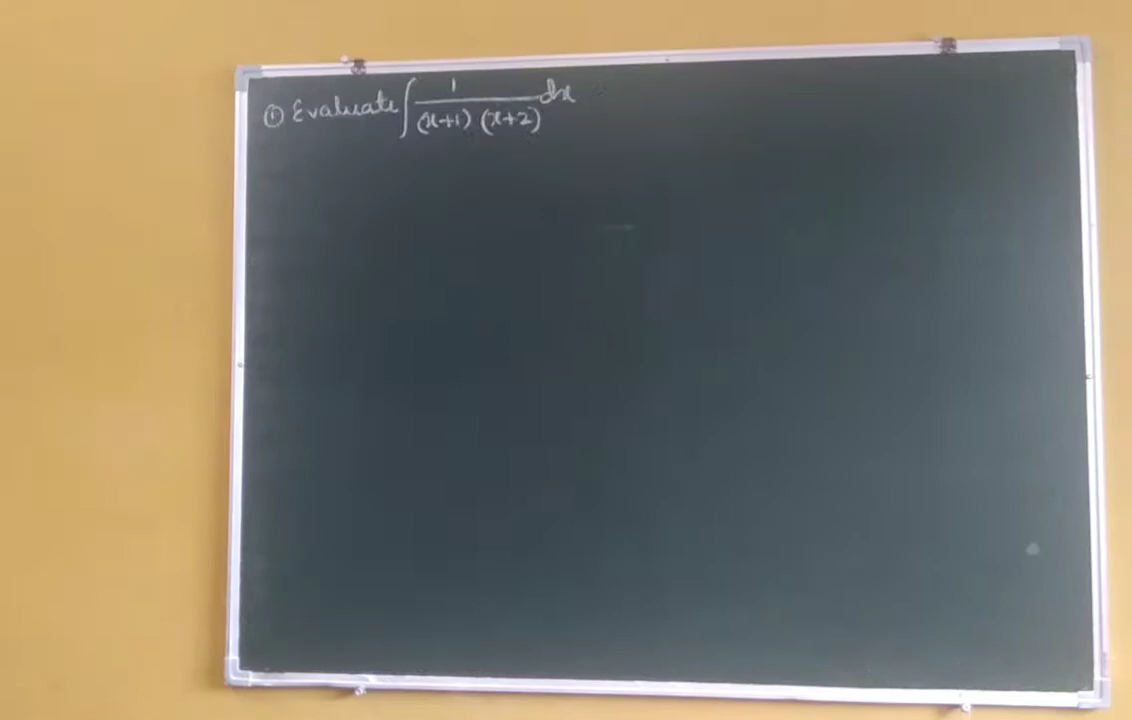 ① Evaluate ∫ 1/((x+1) (x+2)) dx